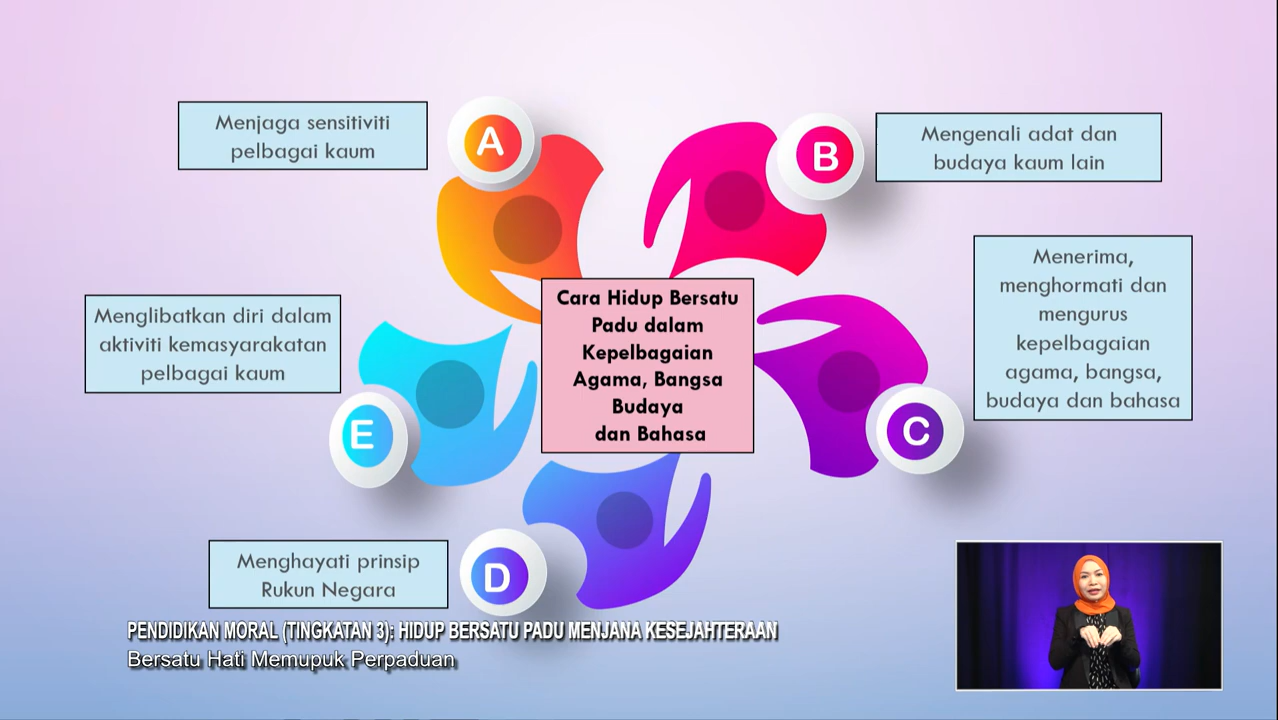 A
Menjaga sensitiviti
pelbagai kaum
B
Mengenali adat dan
budaya kaum lain
C
Menerima,
menghormati dan
mengurus
kepelbagaian
agama, bangsa,
budaya dan bahasa
Cara Hidup Bersatu
Padu dalam
Kepelbagaian
Agama, Bangsa
Budaya
dan Bahasa
E
Menglibatkan diri dalam
aktiviti kemasyarakatan
pelbagai kaum
D
Menghayati prinsip
Rukun Negara
PENDIDIKAN MORAL (TINGKATAN 3): HIDUP BERSATU PADU MENJANA KESEJAHTERAAN
Bersatu Hati Memupuk Perpaduan